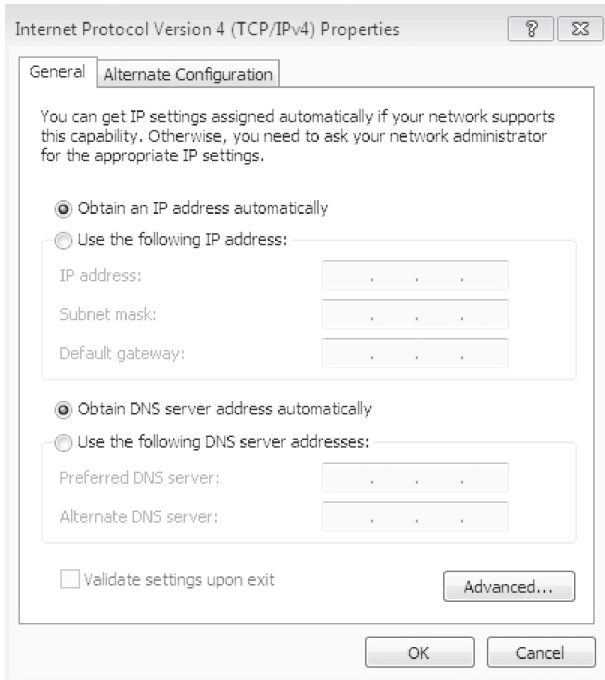 Internet Protocol Version 4 (TCP/IPv4) Properties
?
General
Alternate Configuration
You can get IP settings assigned automatically if your network supports
this capability. Otherwise, you need to ask your network administrator
for the appropriate IP settings.
Obtain an IP address automatically
Use the following IP address:
IP address:
. . .
Subnet mask:
. . .
Default gateway:
. . .
Obtain DNS server address automatically
Use the following DNS server addresses:
Preferred DNS server:
. . .
Alternate DNS server:
. . .
Validate settings upon exit
Advanced...
OK
Cancel